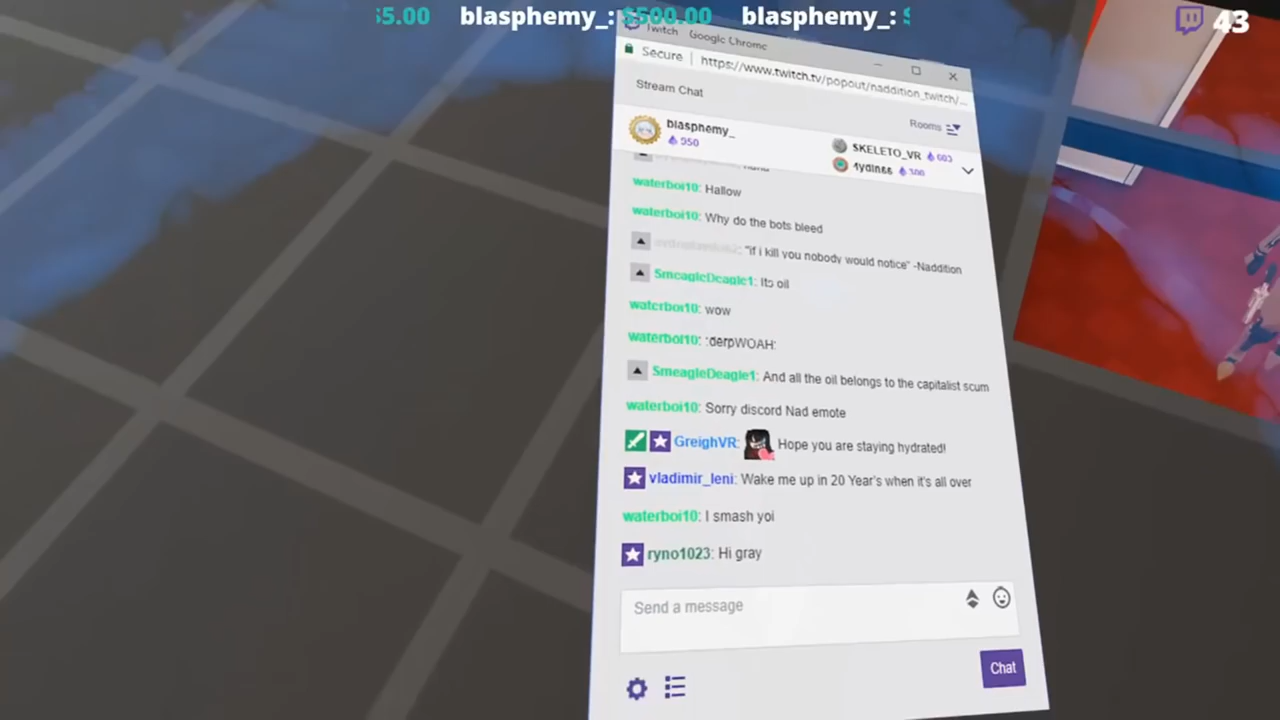 $5.00 blasphemy_: $500.00 blasphemy_: $
43
Twitch - Google Chrome
Secure | https://www.twitch.tv/popout/naddition_twitch/...
Stream Chat
Rooms
blasphemy_
950
SKELETO_VR 603
4ydin86 300
waterboi10: Hallow
waterboi10: Why do the bots bleed
"if i kill you nobody would notice" -Naddition
SmeagleDeagle1: Its oil
waterboi10: wow
waterboi10: :derpWOAH:
SmeagleDeagle1: And all the oil belongs to the capitalist scum
waterboi10: Sorry discord Nad emote
GreighVR: Hope you are staying hydrated!
vladimir_leni: Wake me up in 20 Year's when it's all over
waterboi10: I smash yoi
ryno1023: Hi gray
Send a message
Chat